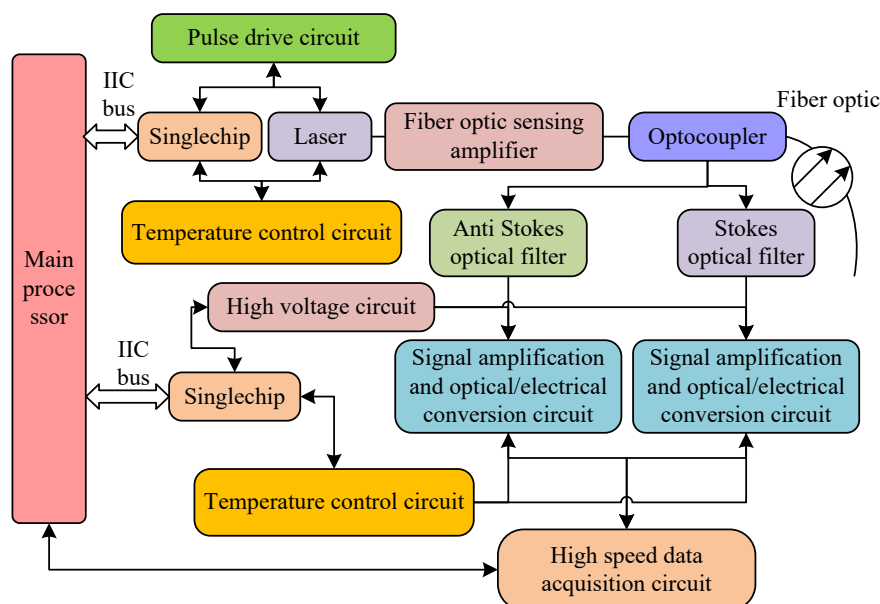 Pulse drive circuit
IIC
bus
Singlechip
Laser
Fiber optic sensing
amplifier
Optocoupler
Fiber optic
Temperature control circuit
Anti Stokes
optical filter
Stokes
optical filter
Main
proce
ssor
High voltage circuit
IIC
bus
Singlechip
Signal amplification
and optical/electrical
conversion circuit
Signal amplification
and optical/electrical
conversion circuit
Temperature control circuit
High speed data
acquisition circuit